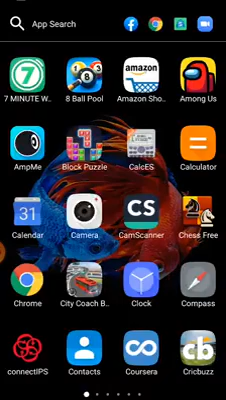 App Search
7
7 MINUTE W..
8 Ball Pool
amazon
Amazon Sho..
Among Us
AmpMe
Block Puzzle
CalcES
Calculator
31
Calendar
Camera
CS
CamScanner
Chess Free
Chrome
City Coach B..
Clock
Compass
connectIPS
Contacts
Coursera
cb
Cricbuzz